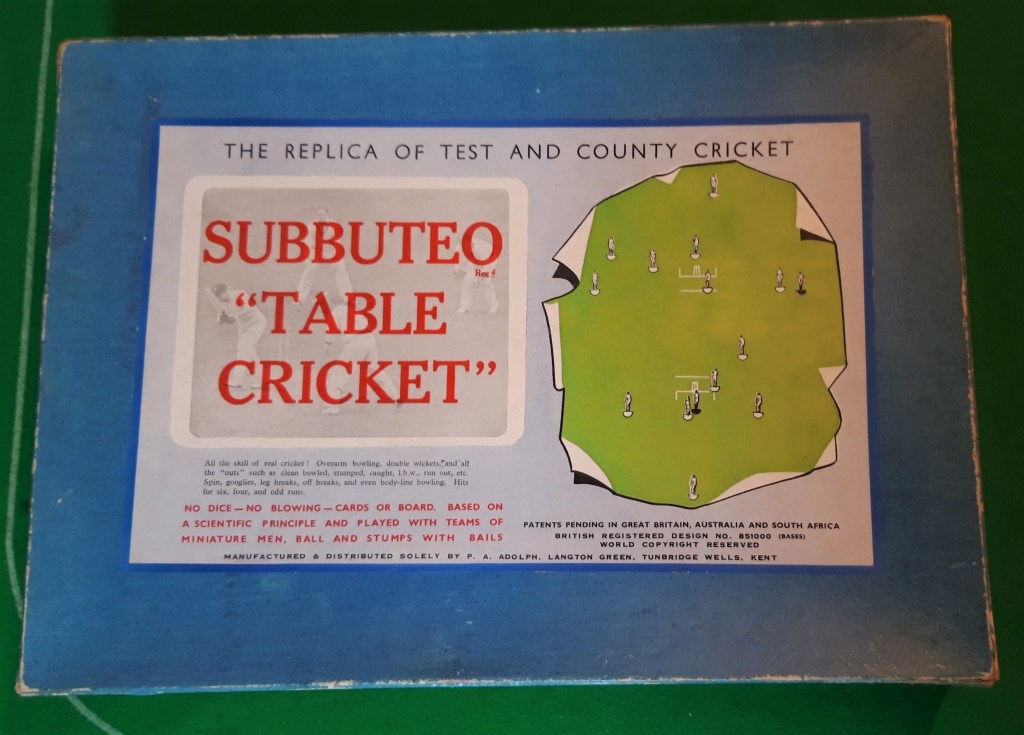 THE REPLICA OF TEST AND COUNTY CRICKET
SUBBUTEO
Regd
"TABLE
CRICKET"
All the skill of real cricket! Overarm bowling, double wickets, and all
the "outs" such as clean bowled, stumped, caught, l.b.w., run out, etc.
Spin, googlies, leg breaks, off breaks, and even body-line bowling. Hits
for six, four, and odd runs.
NO DICE—NO BLOWING—CARDS OR BOARD. BASED ON
A SCIENTIFIC PRINCIPLE AND PLAYED WITH TEAMS OF
MINIATURE MEN, BALL AND STUMPS WITH BAILS
PATENTS PENDING IN GREAT BRITAIN, AUSTRALIA AND SOUTH AFRICA
BRITISH REGISTERED DESIGN NO. 851000 (BASES)
WORLD COPYRIGHT RESERVED
MANUFACTURED & DISTRIBUTED SOLELY BY P. A. ADOLPH, LANGTON GREEN, TUNBRIDGE WELLS, KENT